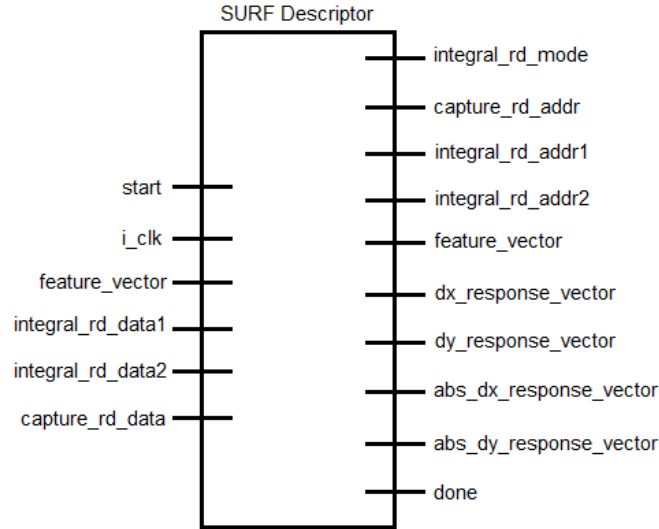 SURF Descriptor
start
i_clk
feature_vector
integral_rd_data1
integral_rd_data2
capture_rd_data
integral_rd_mode
capture_rd_addr
integral_rd_addr1
integral_rd_addr2
feature_vector
dx_response_vector
dy_response_vector
abs_dx_response_vector
abs_dy_response_vector
done